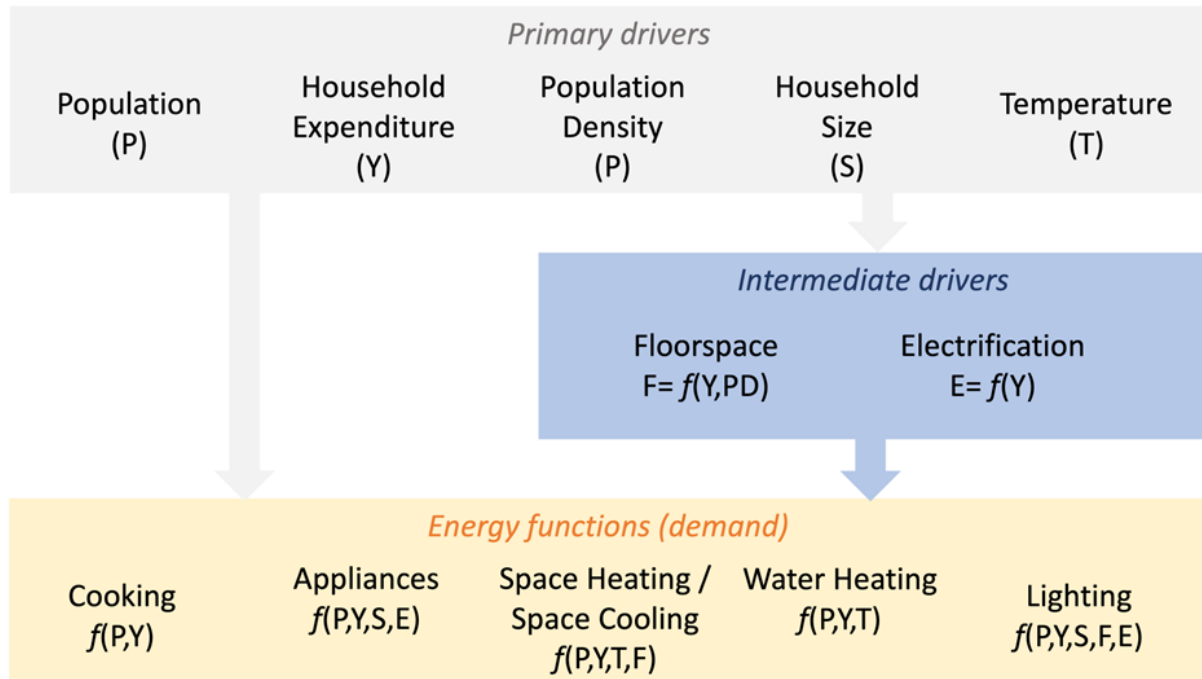 Primary drivers
Population
(P)
Household
Expenditure
(Y)
Population
Density
(P)
Household
Size
(S)
Temperature
(T)
Intermediate drivers
Floorspace
F= f(Y,PD)
Electrification
E= f(Y)
Energy functions (demand)
Cooking
f(P,Y)
Appliances
f(P,Y,S,E)
Space Heating /
Space Cooling
f(P,Y,T,F)
Water Heating
f(P,Y,T)
Lighting
f(P,Y,S,F,E)